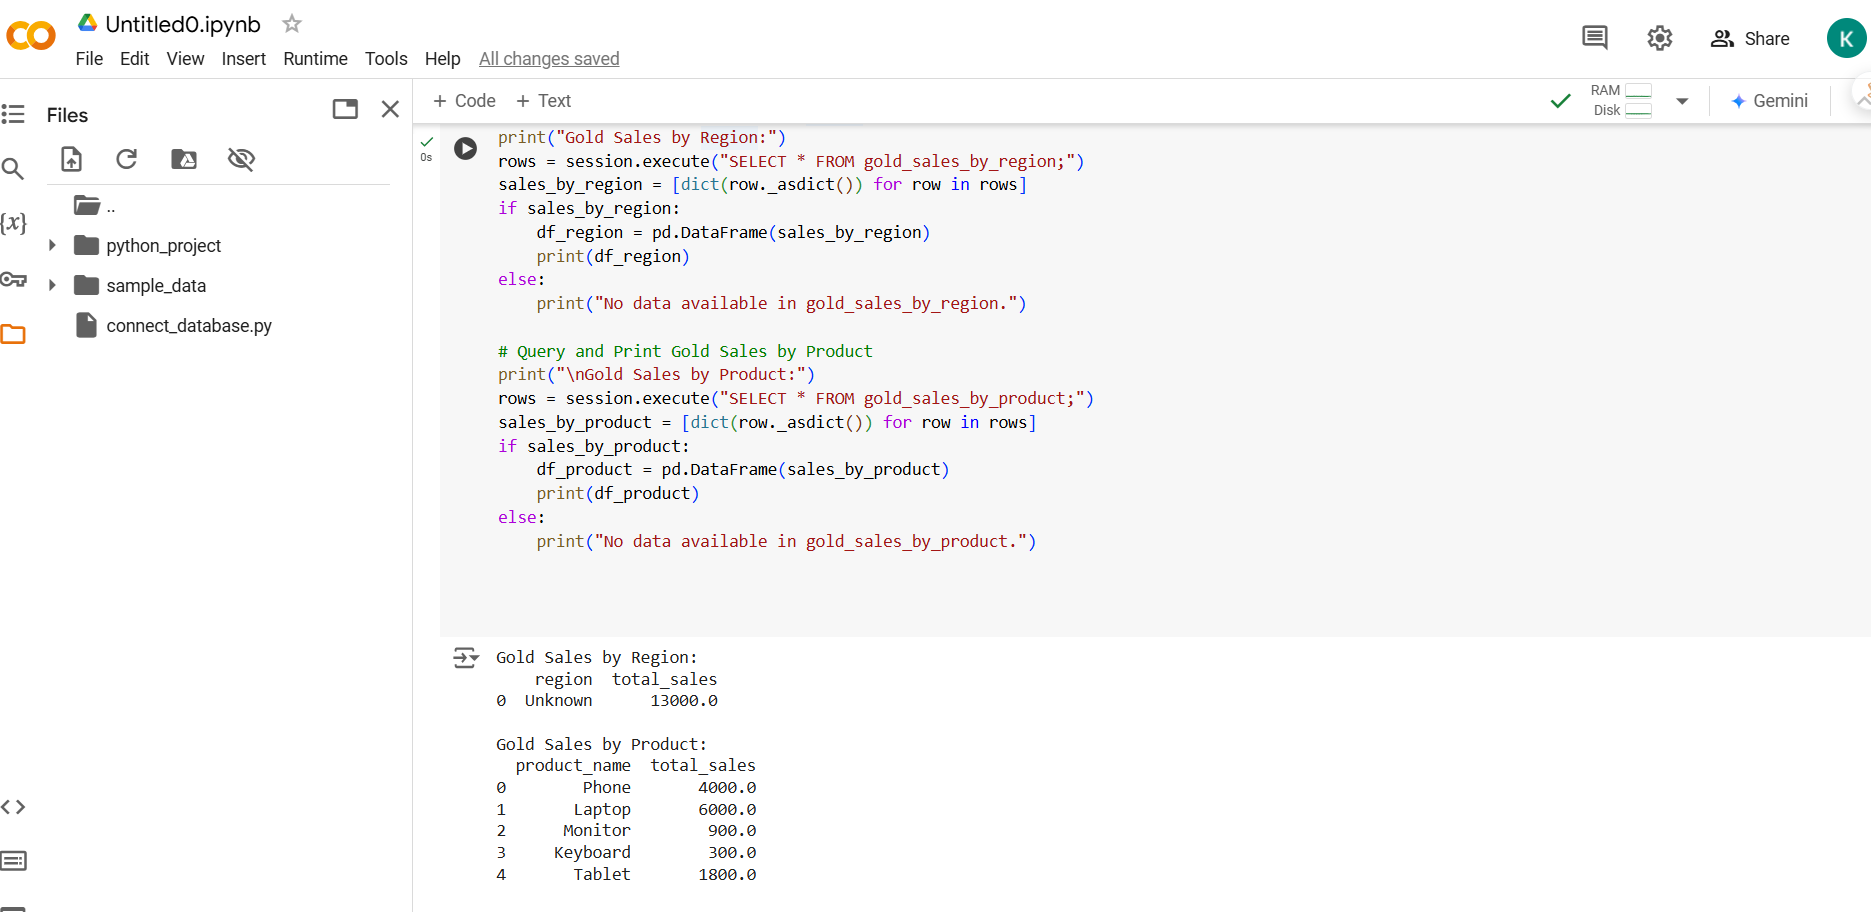 Untitled0.ipynb
File Edit View Insert Runtime Tools Help All changes saved
Share
K
Files
+ Code + Text
RAM
Disk
Gemini
{x}
..
python_project
sample_data
connect_database.py
0s
print("Gold Sales by Region:")
rows = session.execute("SELECT * FROM gold_sales_by_region;")
sales_by_region = [dict(row._asdict()) for row in rows]
if sales_by_region:
    df_region = pd.DataFrame(sales_by_region)
    print(df_region)
else:
    print("No data available in gold_sales_by_region.")
# Query and Print Gold Sales by Product
print("\nGold Sales by Product:")
rows = session.execute("SELECT * FROM gold_sales_by_product;")
sales_by_product = [dict(row._asdict()) for row in rows]
if sales_by_product:
    df_product = pd.DataFrame(sales_by_product)
    print(df_product)
else:
    print("No data available in gold_sales_by_product.")
Gold Sales by Region:
region total_sales
0 Unknown 13000.0
Gold Sales by Product:
product_name total_sales
0 Phone 4000.0
1 Laptop 6000.0
2 Monitor 900.0
3 Keyboard 300.0
4 Tablet 1800.0